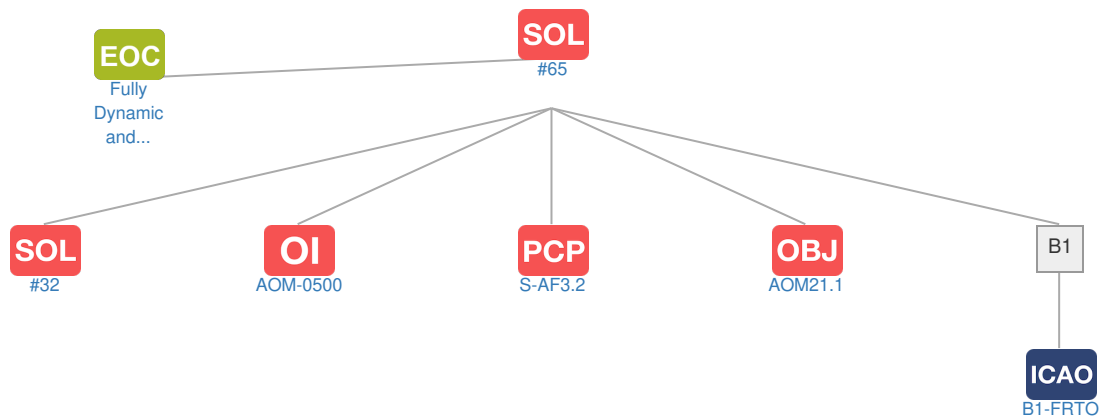 EOC
Fully
Dynamic
and...
SOL
#65
SOL
#32
OI
AOM-0500
PCP
S-AF3.2
OBJ
AOM21.1
B1
ICAO
B1-FRTO